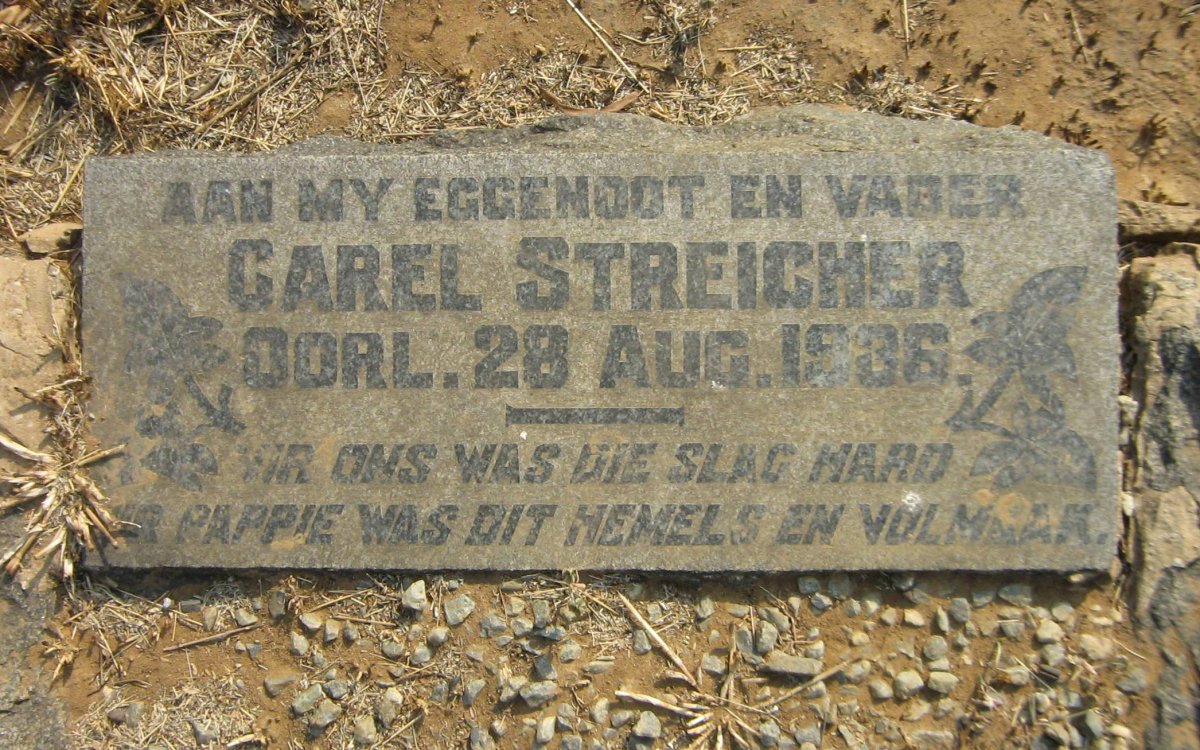 AAN MY EGGENOOT EN VADER
CAREL STREICHER
OORL. 28 AUG. 1936.
VIR ONS WAS DIE SLAG HARD
VIR PAPPIE WAS DIT HEMELS EN VOLMAAK.